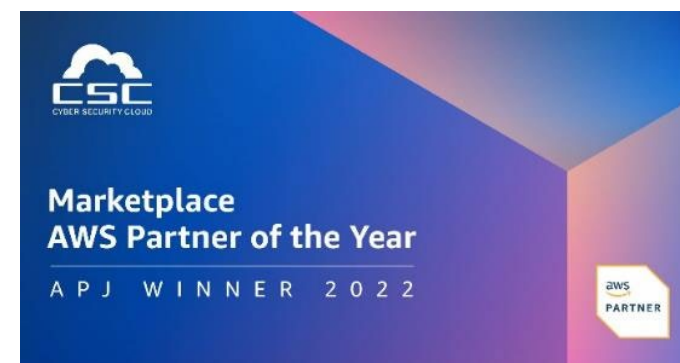 CSC
CYBER SECURITY CLOUD
Marketplace
AWS Partner of the Year
APJ WINNER 2022
aws
PARTNER